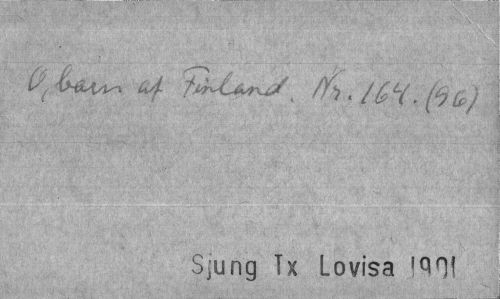 O, barn af Finland. Nr. 164. (96)
Sjung Tx Lovisa 1901